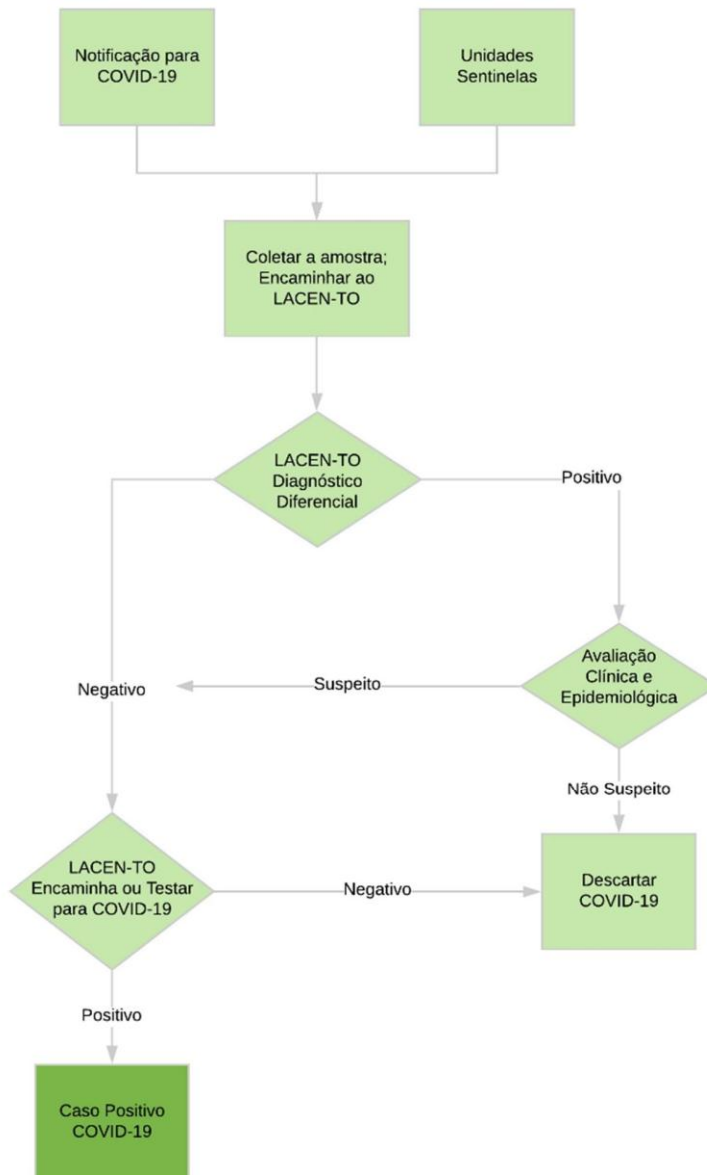 Notificação para
COVID-19
Unidades
Sentinelas
Coletar a amostra;
Encaminhar ao
LACEN-TO
LACEN-TO
Diagnóstico
Diferencial
Positivo
Avaliação
Clínica e
Epidemiológica
Suspeito
Negativo
Não Suspeito
LACEN-TO
Encaminha ou Testar
para COVID-19
Negativo
Descartar
COVID-19
Positivo
Caso Positivo
COVID-19